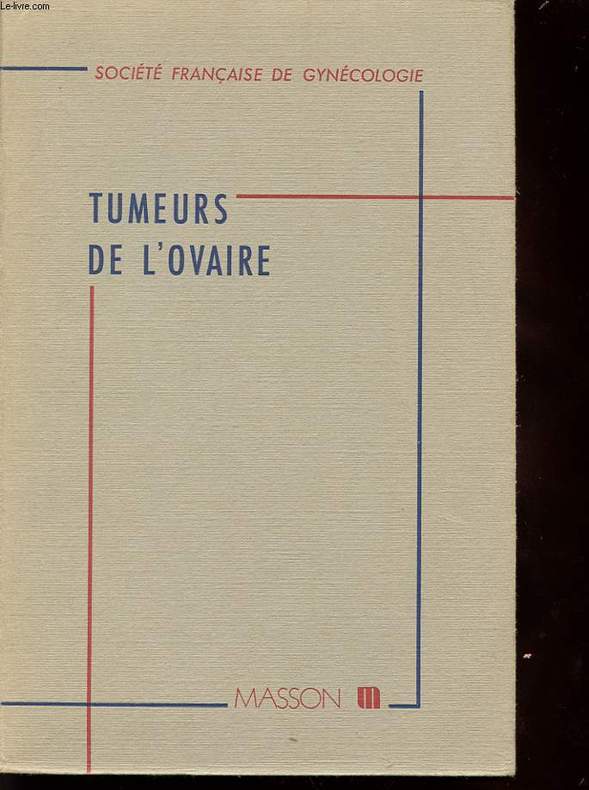 Le-livre.com
SOCIÉTÉ FRANÇAISE DE GYNÉCOLOGIE
TUMEURS
DE L'OVAIRE
MASSON m